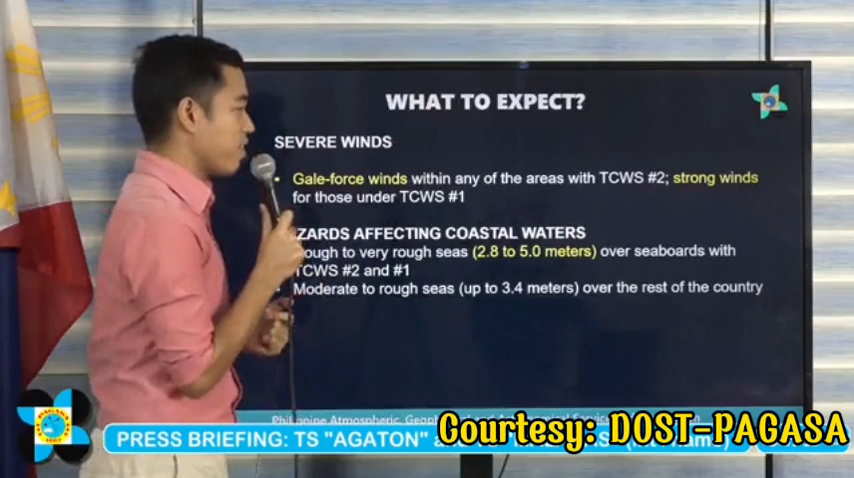 WHAT TO EXPECT?
SEVERE WINDS
Gale-force winds within any of the areas with TCWS #2; strong winds
for those under TCWS #1
ZARDS AFFECTING COASTAL WATERS
ough to very rough seas (2.8 to 5.0 meters) over seaboards with
TCWS #2 and #1
Moderate to rough seas (up to 3.4 meters) over the rest of the country
PRESS BRIEFING: TS "AGATON"
Courtesy: DOST-PAGASA